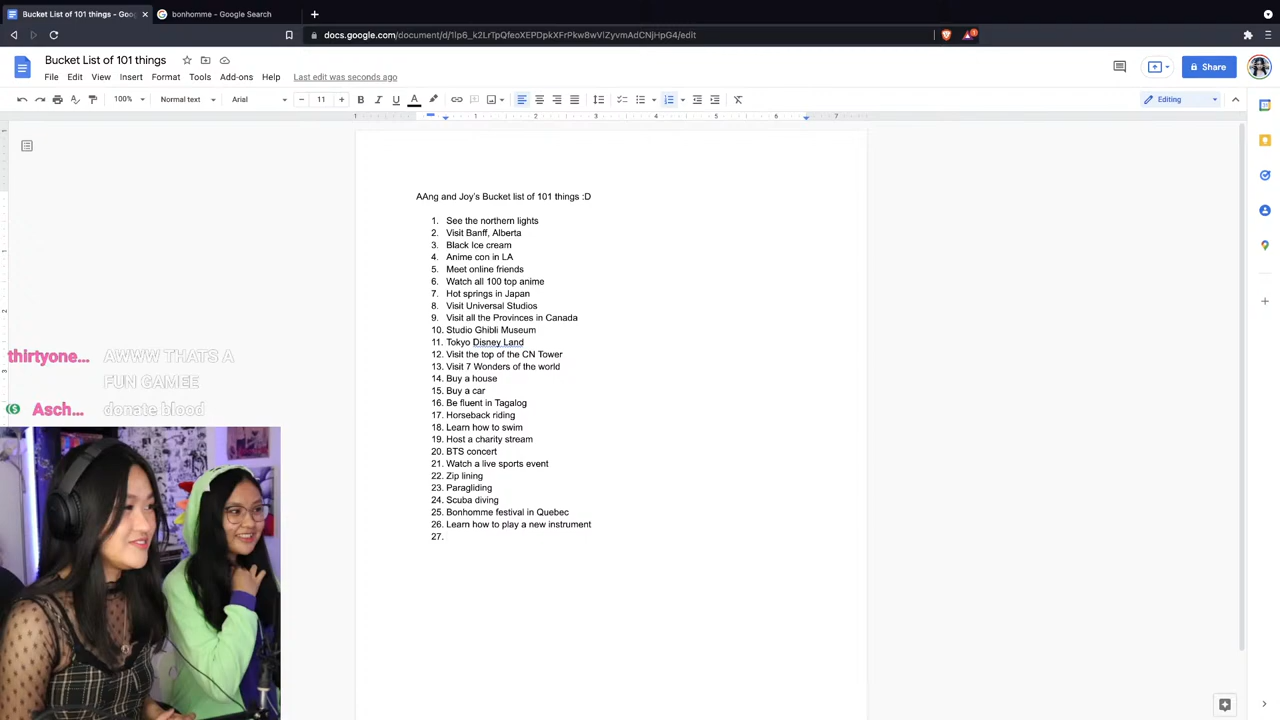 Bucket List of 101 things - Goo
bonhomme - Google Search
docs.google.com/document/d/1lp6_k2LrTpQfeoXEPDpkXFrPkw8wVlZyvmAdCNjHpG4/edit
Bucket List of 101 things
File Edit View Insert Format Tools Add-ons Help Last edit was seconds ago
Share
100% Normal text Arial 11 B I U A Editing
1 1 2 3 4 5 6 7
AAng and Joy's Bucket list of 101 things :D
1. See the northern lights
2. Visit Banff, Alberta
3. Black Ice cream
4. Anime con in LA
5. Meet online friends
6. Watch all 100 top anime
7. Hot springs in Japan
8. Visit Universal Studios
9. Visit all the Provinces in Canada
10. Studio Ghibli Museum
11. Tokyo Disney Land
12. Visit the top of the CN Tower
13. Visit 7 Wonders of the world
14. Buy a house
15. Buy a car
16. Be fluent in Tagalog
17. Horseback riding
18. Learn how to swim
19. Host a charity stream
20. BTS concert
21. Watch a live sports event
22. Zip lining
23. Paragliding
24. Scuba diving
25. Bonhomme festival in Quebec
26. Learn how to play a new instrument
27.
thirtyone... AWWW THATS A
FUN GAMEE
Asch... donate blood